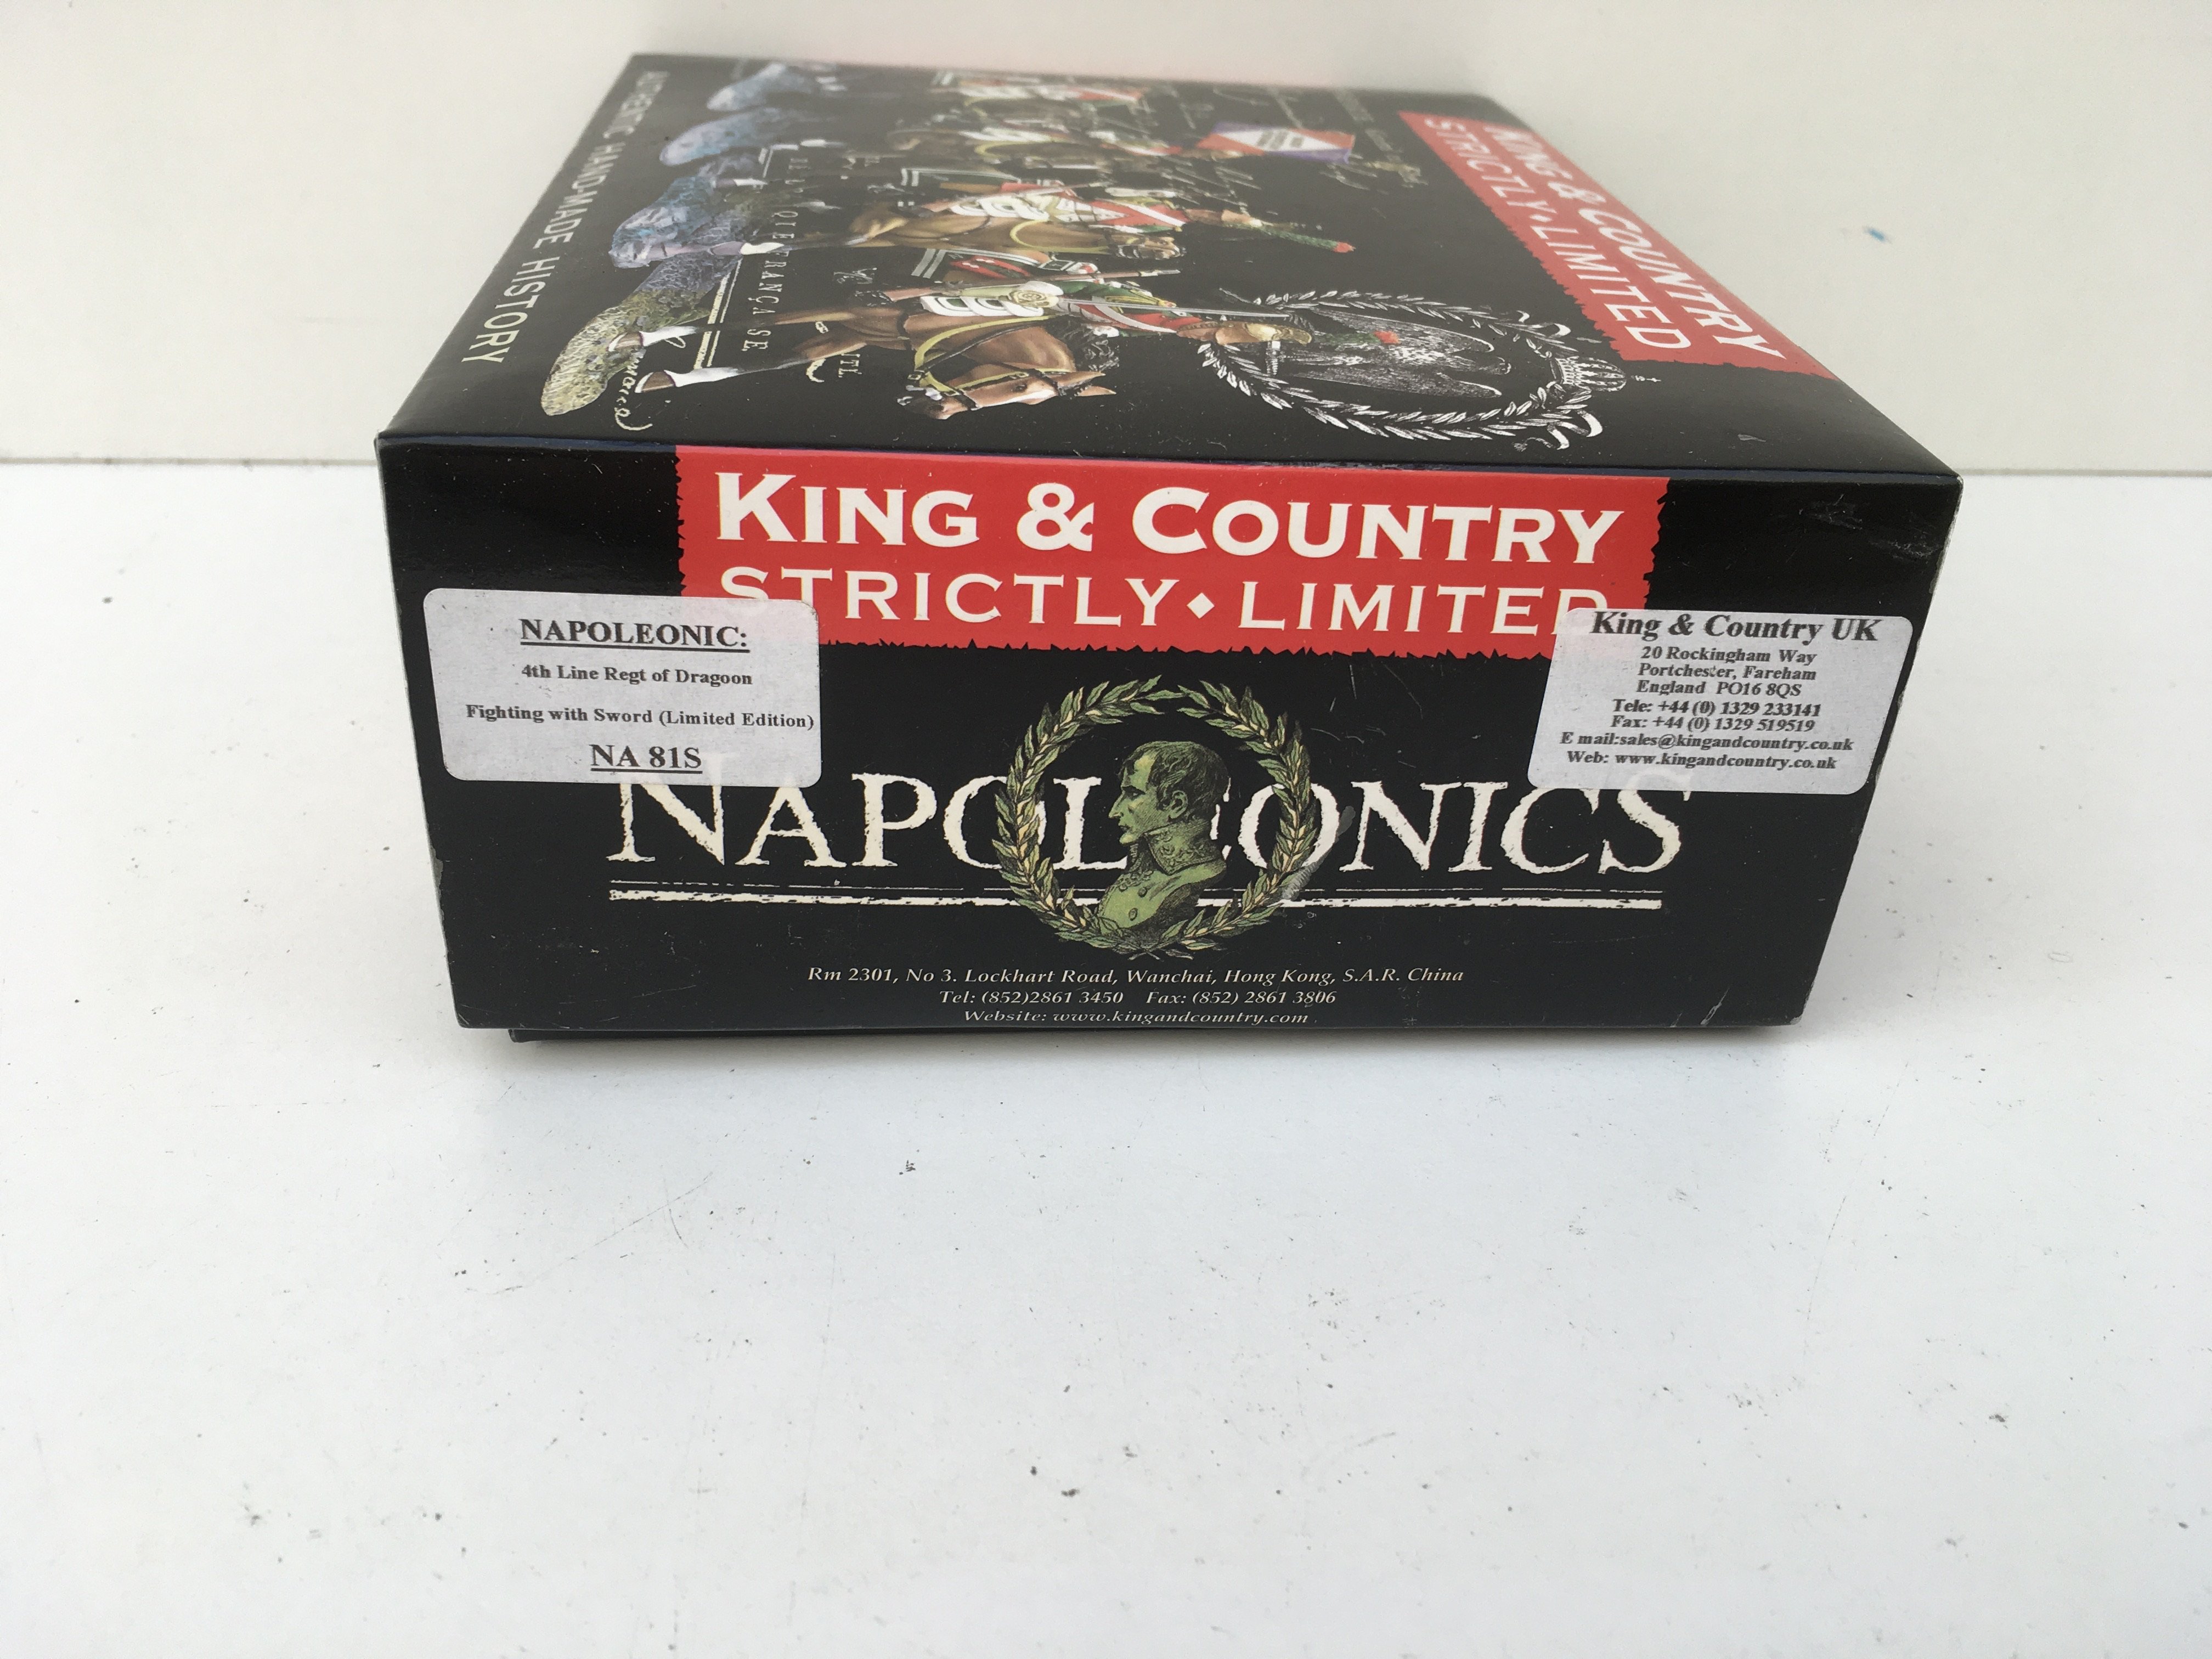 AUTHENTIC HAND-MADE HISTORY
KING & COUNTRY
STRICTLY◆LIMITED
KING & COUNTRY
STRICTLY◆LIMITED
NAPOLEONIC:
4th Line Regt of Dragoon
Fighting with Sword (Limited Edition)
NA 81S
King & Country UK
20 Rockingham Way
Portchester, Fareham
England PO16 8QS
Tele: +44 (0) 1329 233141
Fax: +44 (0) 1329 519519
E mail:sales@kingandcountry.co.uk
Web: www.kingandcountry.co.uk
NAPOLEONICS
Rm 2301, No 3. Lockhart Road, Wanchai, Hong Kong, S.A.R. China
Tel: (852)2861 3450 Fax: (852) 2861 3806
Website: www.kingandcountry.com